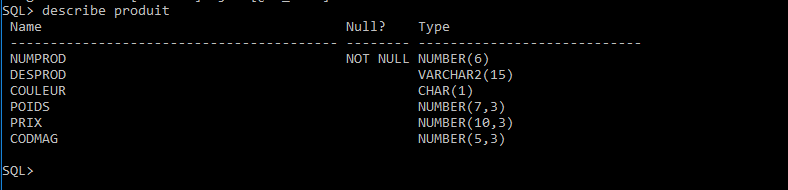 SQL> describe produit
Name Null? Type
----------------------------------------- -------- ----------------------------
NUMPROD NOT NULL NUMBER(6)
DESPROD VARCHAR2(15)
COULEUR CHAR(1)
POIDS NUMBER(7,3)
PRIX NUMBER(10,3)
CODMAG NUMBER(5,3)
SQL>